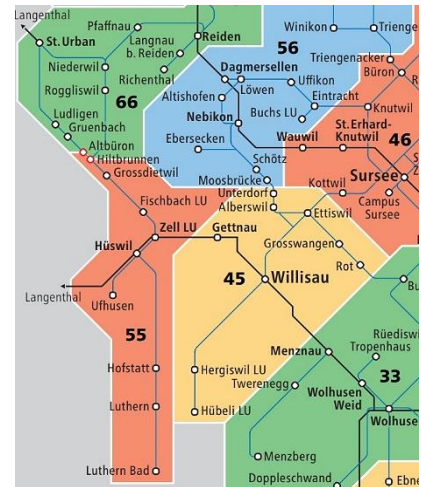 Langenthal
Pfaffnau
St. Urban
Langnau
b. Reiden
Reiden
Niederwil
Richenthal
Roggliswil
66
Ludligen
Gruenbach
Altbüron
Hiltbrunnen
Grossdietwil
Winikon
Triengen
56
Triengenacker
Büron
Dagmersellen
Uffikon
Löwen
Altishofen
Eintracht
Buchs LU
Knutwil
Nebikon
St. Erhard-
Knutwil
46
Wauwil
Ebersecken
Schötz
Moosbrücke
Unterdorf
Alberswil
Kottwil
Sursee
Campus
Sursee
Fischbach LU
Zell LU
Gettnau
Ettiswil
Grosswangen
Hüswil
45
Willisau
Rot
Langenthal
Ufhusen
55
Menznau
Rüediswi
Tropenhaus
33
Hofstatt
Hergiswil LU
Twerenegg
Wolhusen
Weid
Wolhuse
Luthern
Hübeli LU
Menzberg
Luthern Bad
Doppleschwand
Ebne